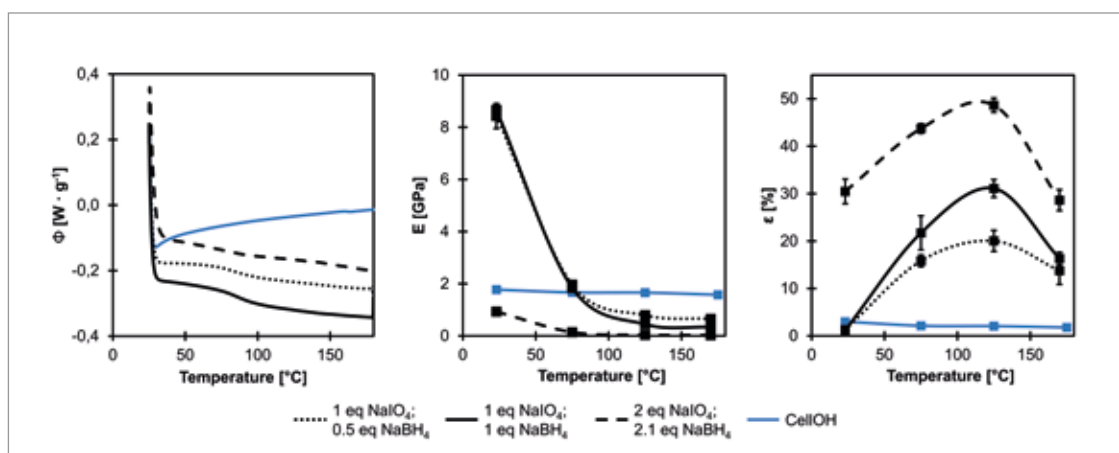 0,4
0,2
0,0
-0,2
-0,4
Φ [W · g⁻¹]
0
50
100
150
Temperature [°C]
10
8
6
4
2
0
E [GPa]
0
50
100
150
Temperature [°C]
50
40
30
20
10
0
ε [%]
0
50
100
150
Temperature [°C]
1 eq NaIO₄;
0.5 eq NaBH₄
1 eq NaIO₄;
1 eq NaBH₄
2 eq NaIO₄;
2.1 eq NaBH₄
CellOH